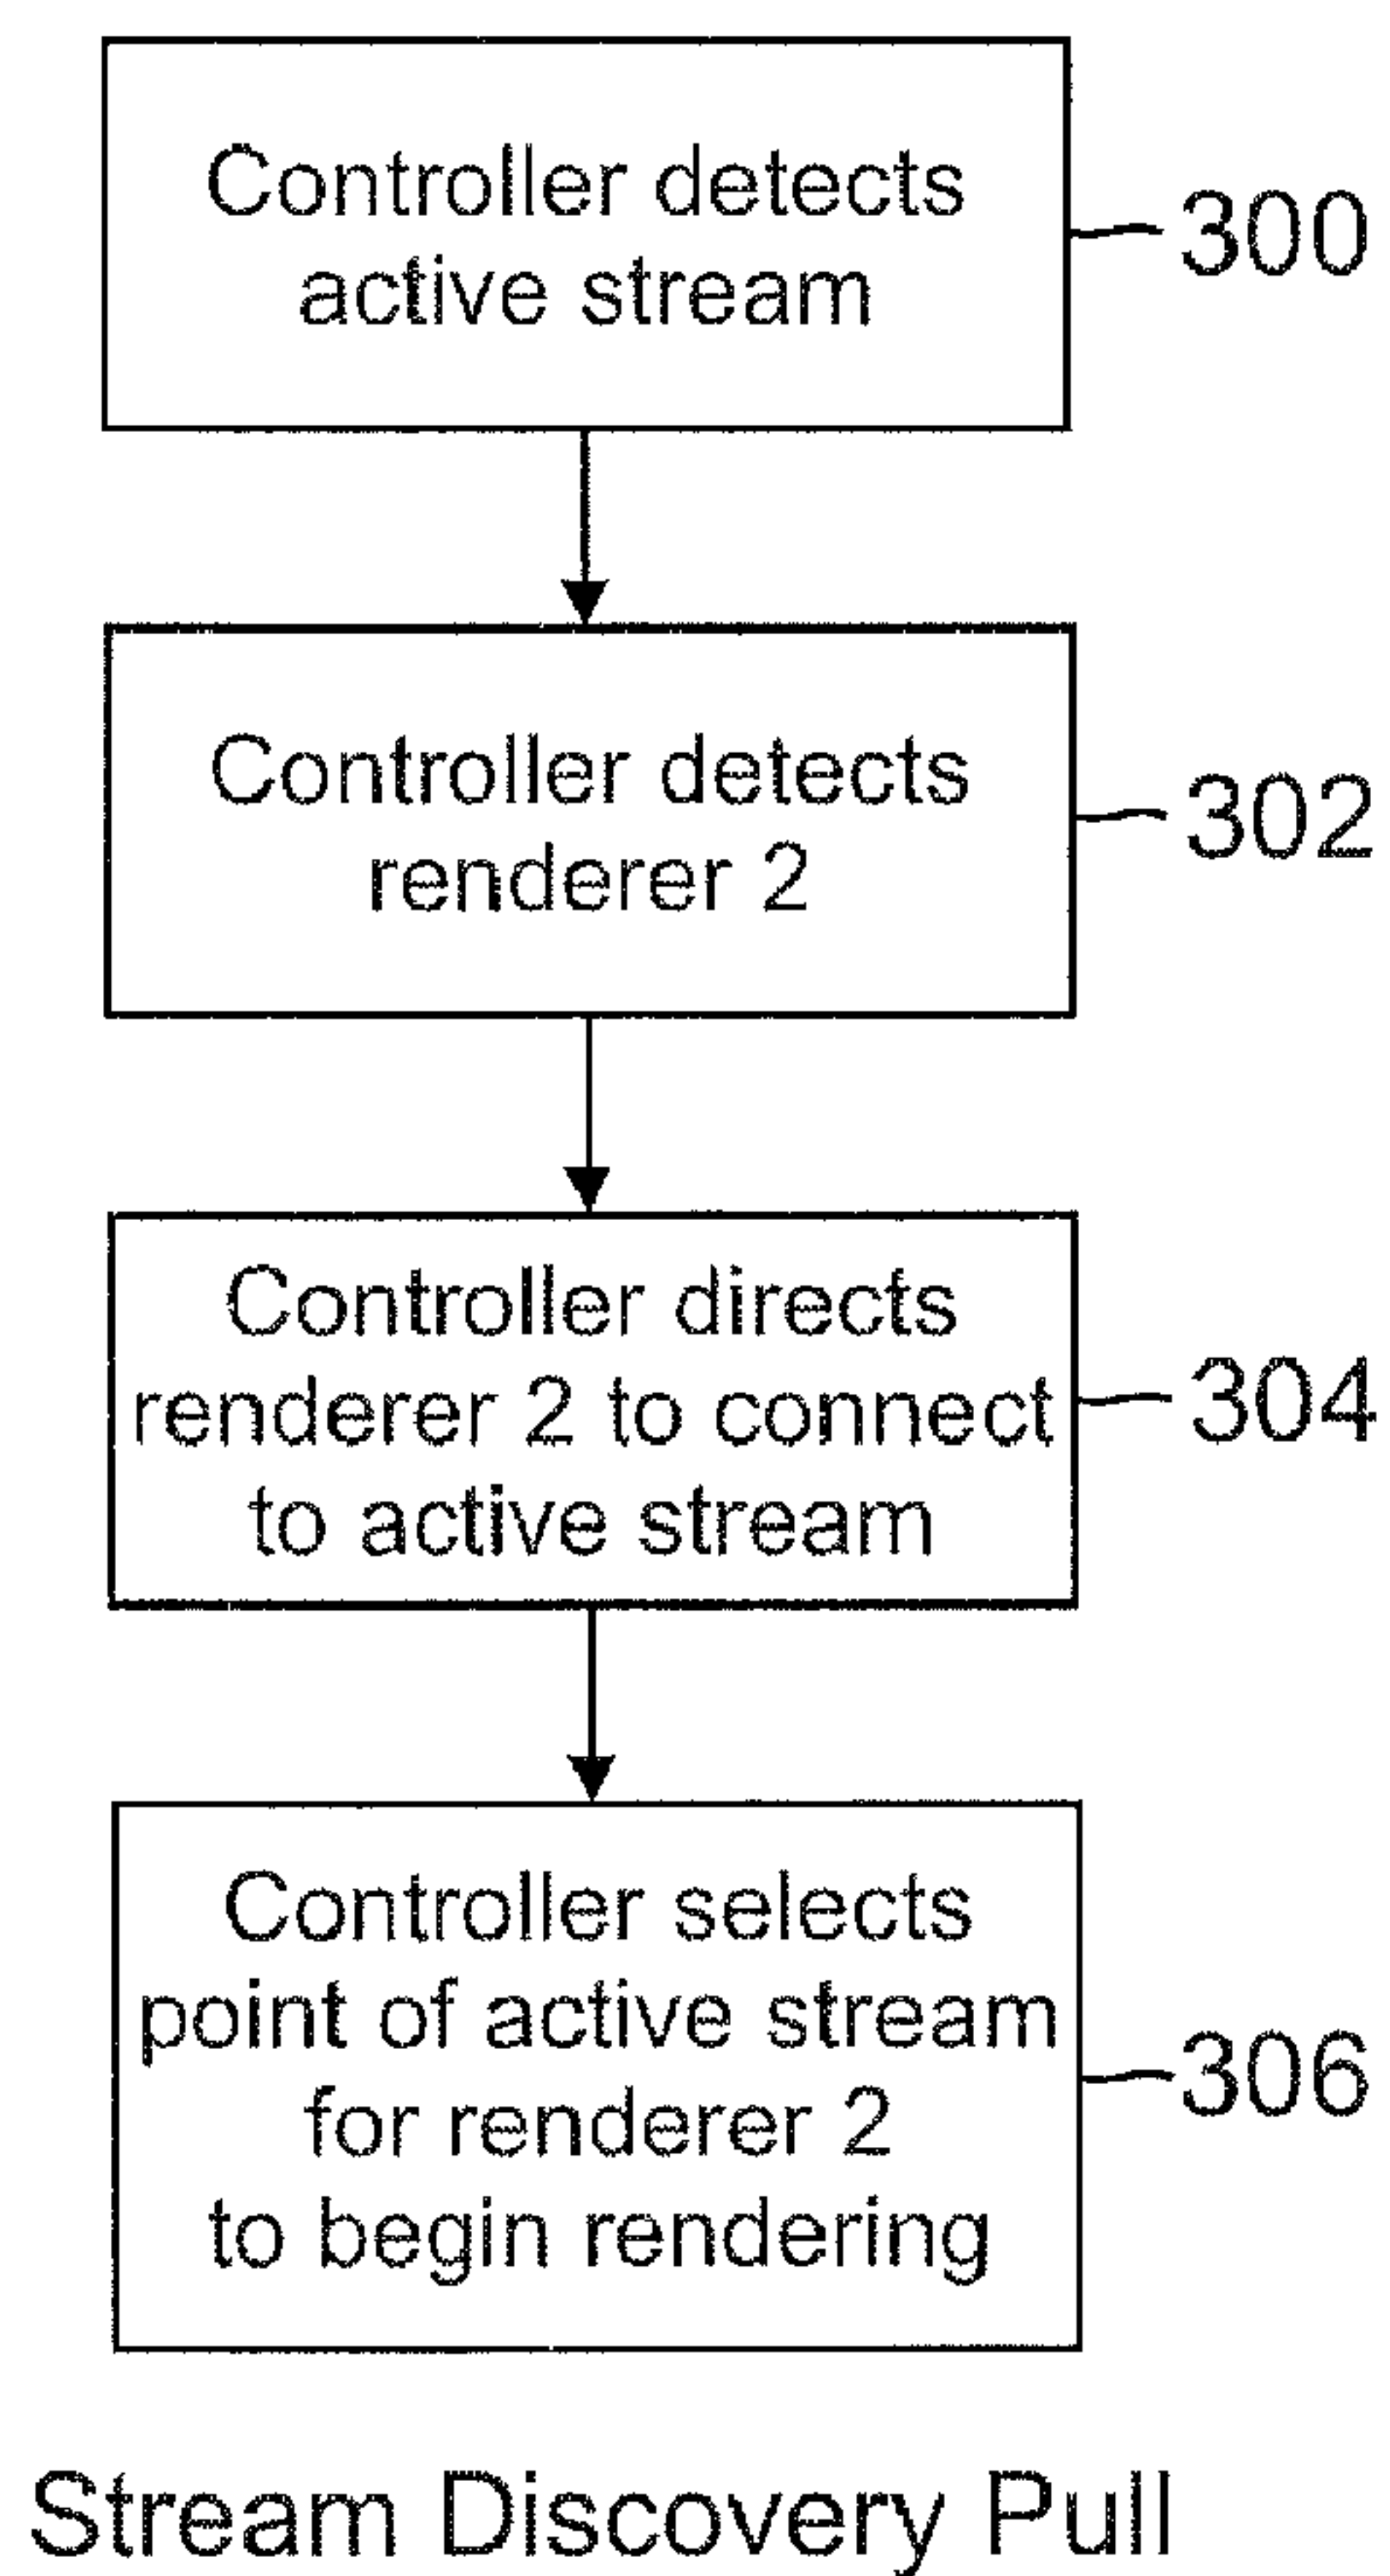 Controller detects
active stream
300
Controller detects
renderer 2
302
Controller directs
renderer 2 to connect
to active stream
304
Controller selects
point of active stream
for renderer 2
to begin rendering
306
Stream Discovery Pull